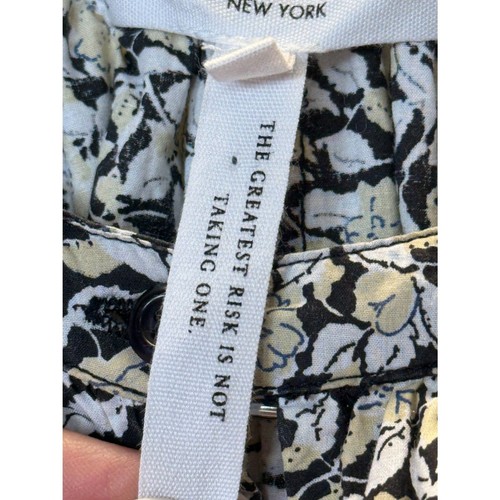 NEW YORK
THE GREATEST RISK IS NOT
TAKING ONE.